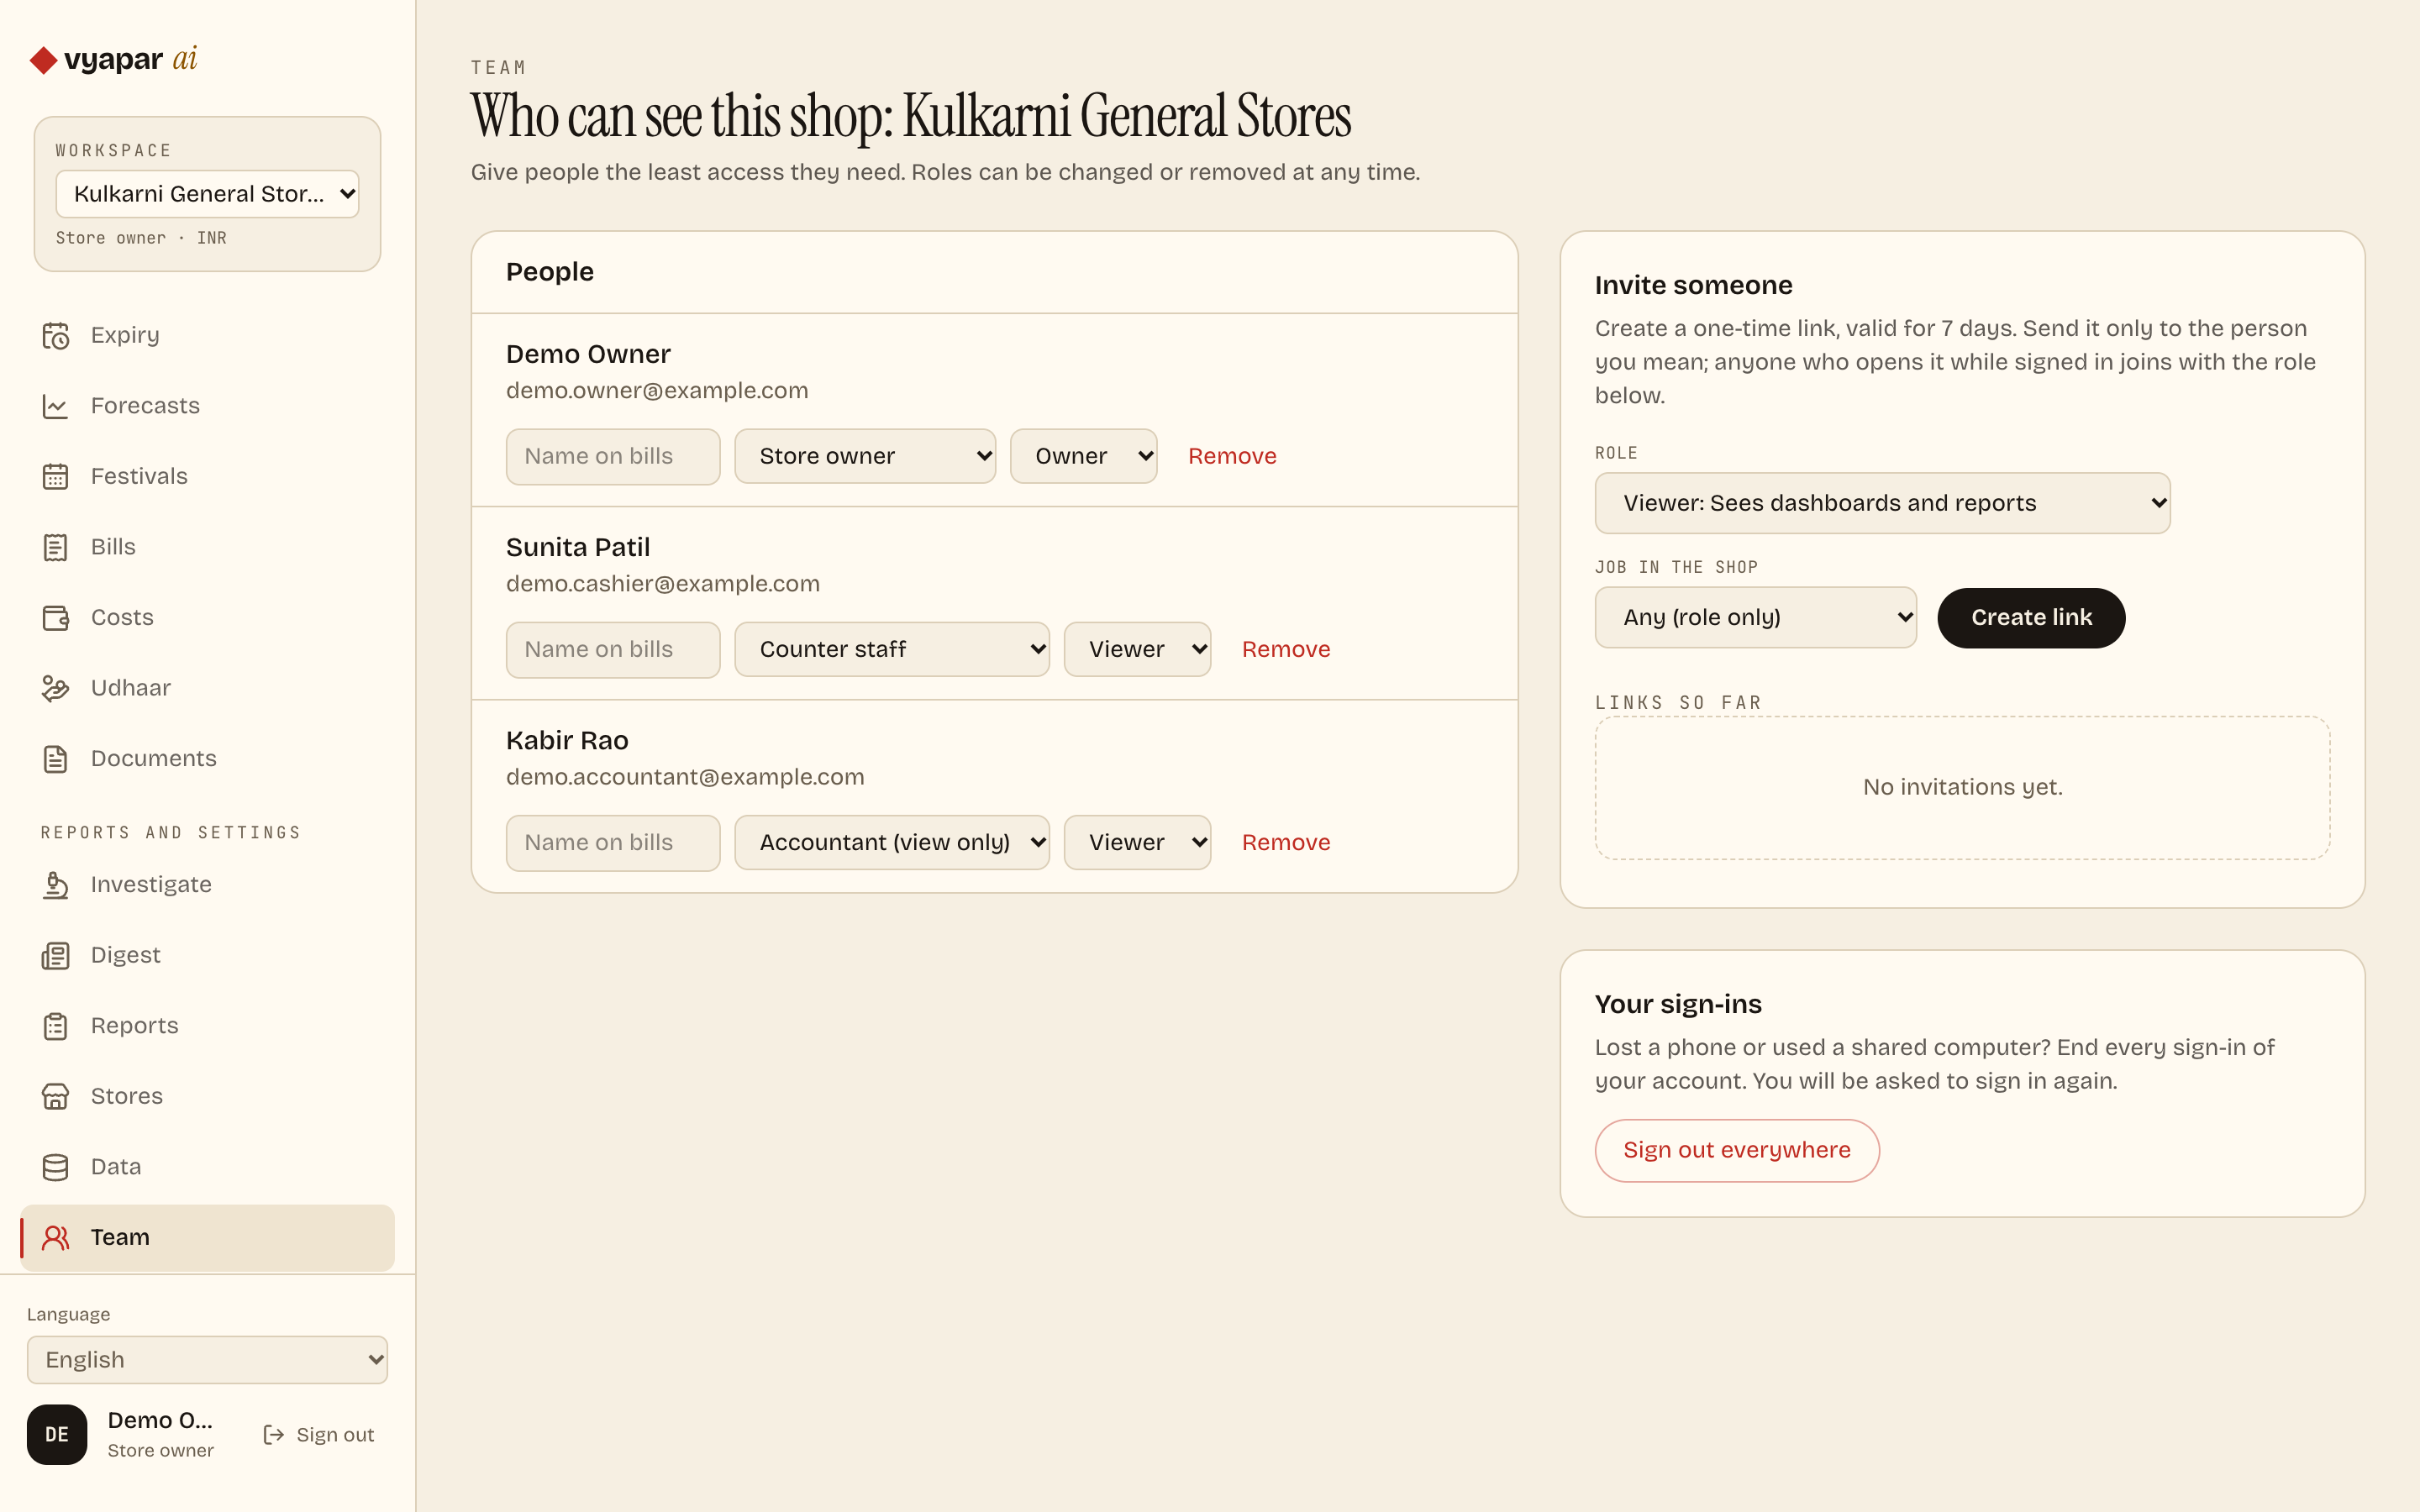 vyapar ai
WORKSPACE
Kulkarni General Stor...
Store owner · INR
Expiry
Forecasts
Festivals
Bills
Costs
Udhaar
Documents
REPORTS AND SETTINGS
Investigate
Digest
Reports
Stores
Data
Team
Language
English
DE
Demo O...
Store owner
Sign out
TEAM
Who can see this shop: Kulkarni General Stores
Give people the least access they need. Roles can be changed or removed at any time.
People
Demo Owner
demo.owner@example.com
Name on bills Store owner Owner Remove
Sunita Patil
demo.cashier@example.com
Name on bills Counter staff Viewer Remove
Kabir Rao
demo.accountant@example.com
Name on bills Accountant (view only) Viewer Remove
Invite someone
Create a one-time link, valid for 7 days. Send it only to the person
you mean; anyone who opens it while signed in joins with the role
below.
ROLE
Viewer: Sees dashboards and reports
JOB IN THE SHOP
Any (role only) Create link
LINKS SO FAR
No invitations yet.
Your sign-ins
Lost a phone or used a shared computer? End every sign-in of
your account. You will be asked to sign in again.
Sign out everywhere